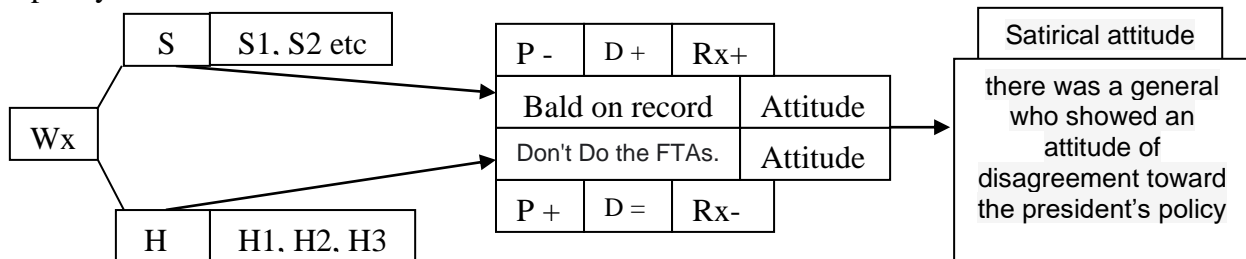 S S1, S2 etc
P - D + Rx+
Satirical attitude
Bald on record Attitude
Wx
Don't Do the FTAs. Attitude
there was a general
who showed an
attitude of
disagreement toward
the president's policy
P + D = Rx-
H H1, H2, H3